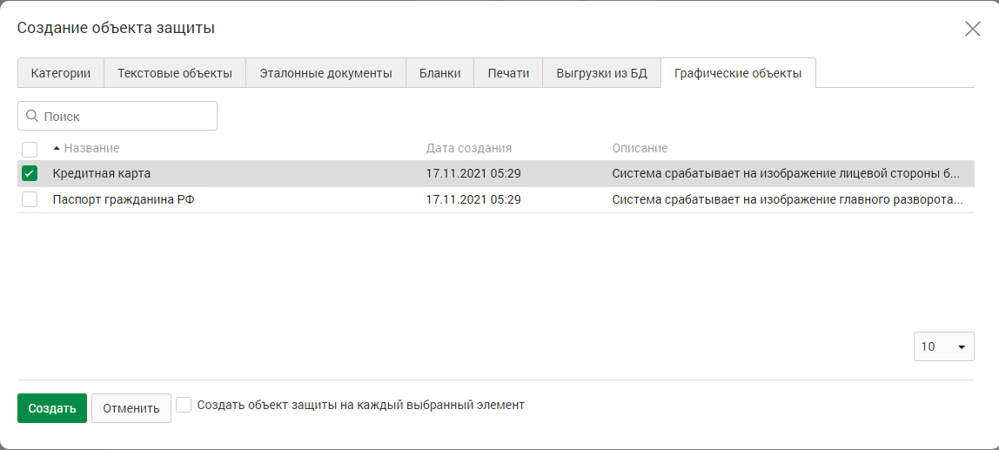 Создание объекта защиты
Категории Текстовые объекты Эталонные документы Бланки Печати Выгрузки из БД Графические объекты
Поиск
Название Дата создания Описание
Кредитная карта 17.11.2021 05:29 Система срабатывает на изображение лицевой стороны б...
Паспорт гражданина РФ 17.11.2021 05:29 Система срабатывает на изображение главного разворота...
10
Создать Отменить Создать объект защиты на каждый выбранный элемент